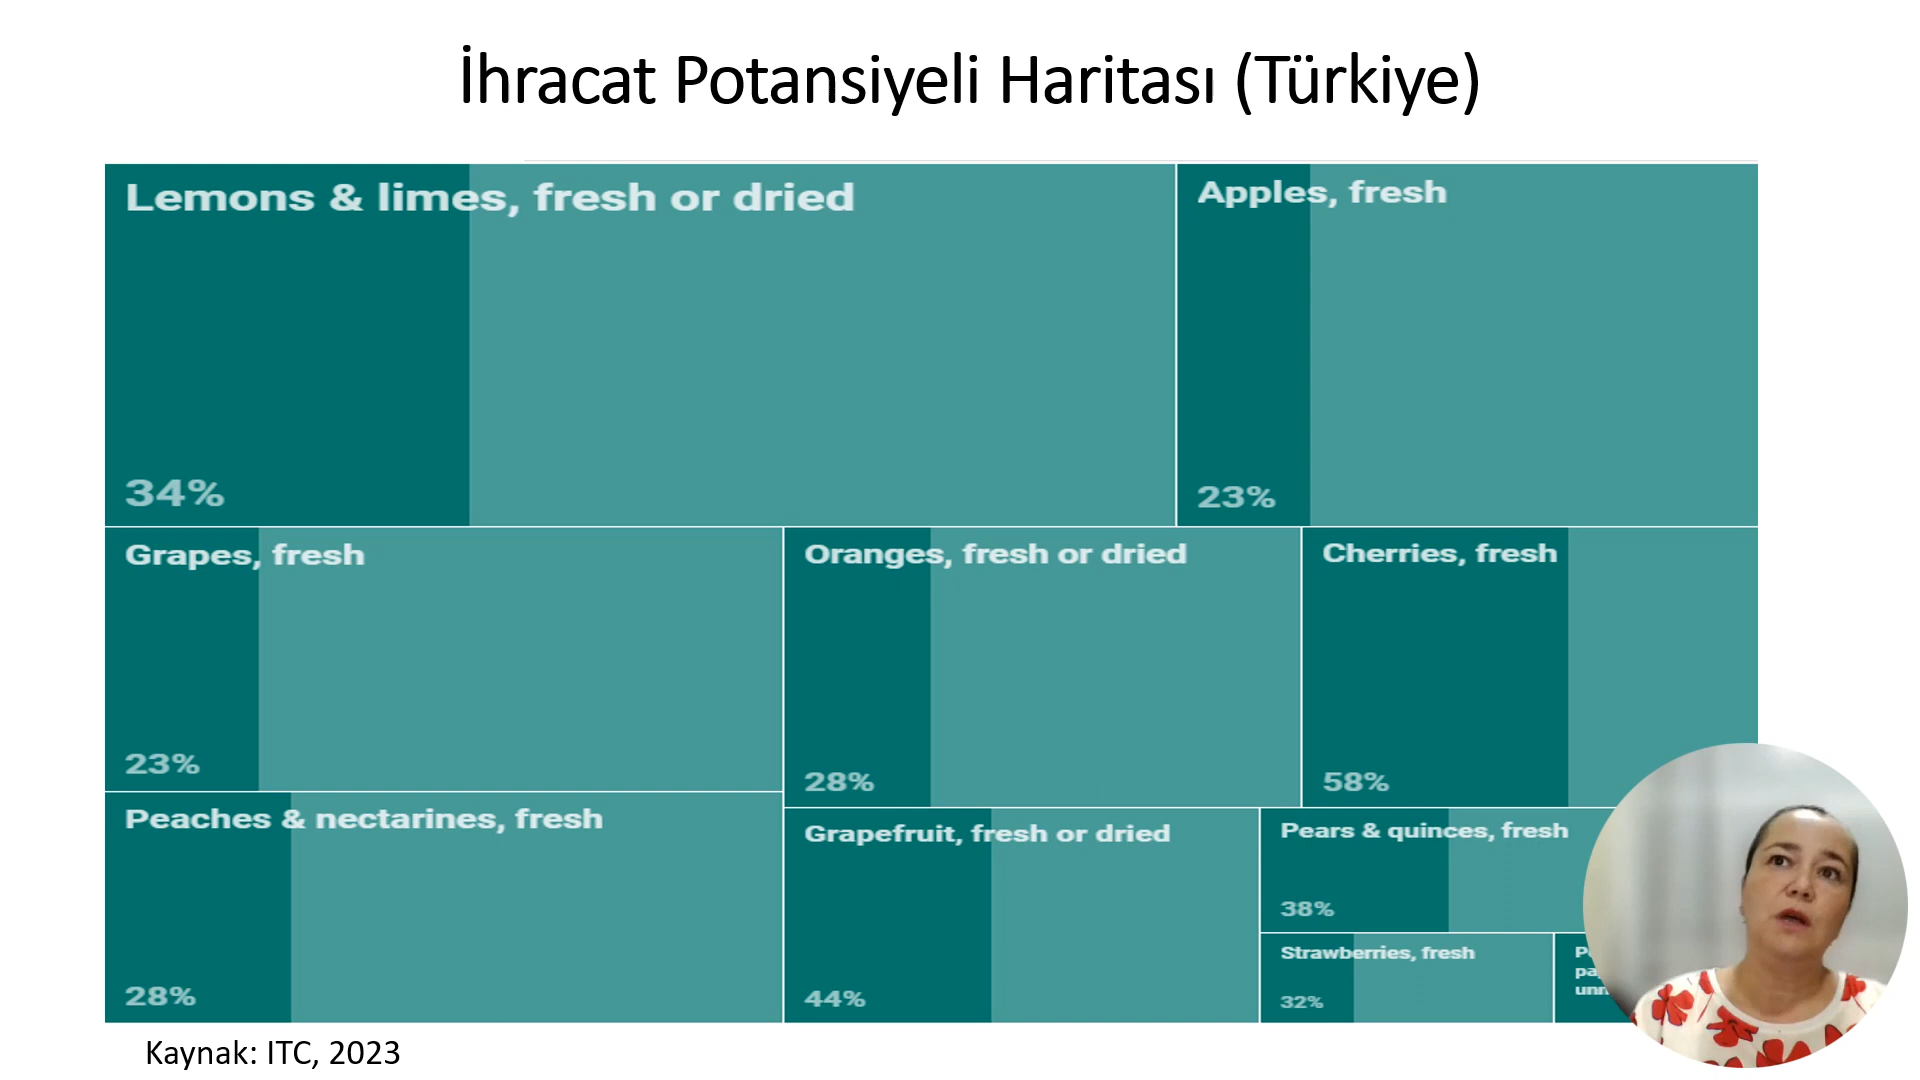 İhracat Potansiyeli Haritası (Türkiye)
Lemons & limes, fresh or dried
34%
Apples, fresh
23%
Grapes, fresh
23%
Oranges, fresh or dried
28%
Cherries, fresh
58%
Peaches & nectarines, fresh
28%
Grapefruit, fresh or dried
44%
Pears & quinces, fresh
38%
Strawberries, fresh
32%
Kaynak: ITC, 2023